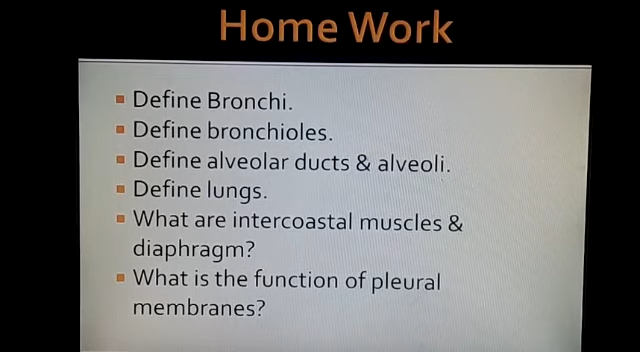 Home Work
Define Bronchi.
Define bronchioles.
Define alveolar ducts & alveoli.
Define lungs.
What are intercoastal muscles &
diaphragm?
What is the function of pleural
membranes?